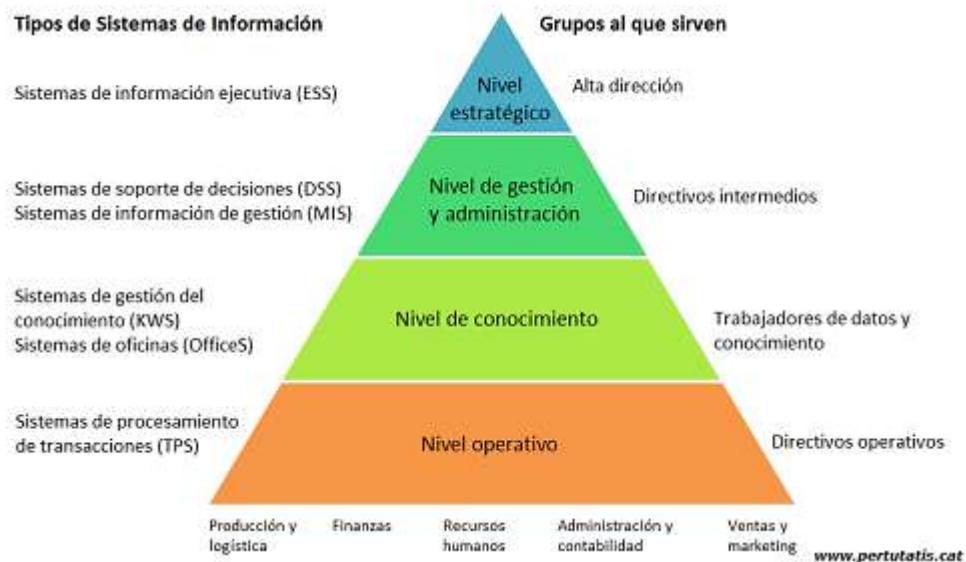 Tipos de Sistemas de Información
Grupos al que sirven
Sistemas de información ejecutiva (ESS)
Nivel
estratégico
Alta dirección
Sistemas de soporte de decisiones (DSS)
Sistemas de información de gestión (MIS)
Nivel de gestión
y administración
Directivos intermedios
Sistemas de gestión del
conocimiento (KWS)
Sistemas de oficinas (OfficeS)
Nivel de conocimiento
Trabajadores de datos y
conocimiento
Sistemas de procesamiento
de transacciones (TPS)
Nivel operativo
Directivos operativos
Producción y
logística
Finanzas
Recursos
humanos
Administración y
contabilidad
Ventas y
marketing
www.pertutatis.cat